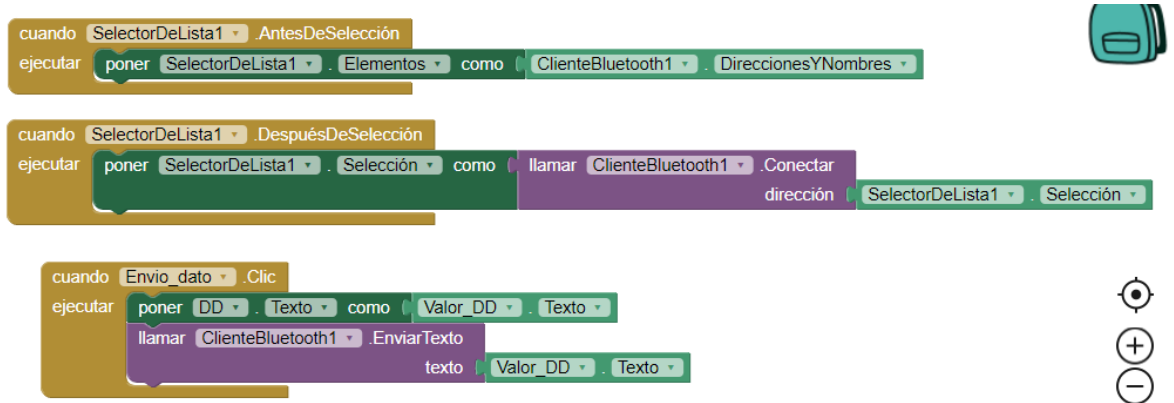 cuando SelectorDeLista1 .AntesDeSelección
ejecutar poner SelectorDeLista1 . Elementos como ClienteBluetooth1 . DireccionesYNombres
cuando SelectorDeLista1 .DespuésDeSelección
ejecutar poner SelectorDeLista1 . Selección como llamar ClienteBluetooth1 .Conectar
dirección SelectorDeLista1 . Selección
cuando Envio_dato .Clic
ejecutar poner DD . Texto como Valor_DD . Texto
llamar ClienteBluetooth1 .EnviarTexto
texto Valor_DD . Texto